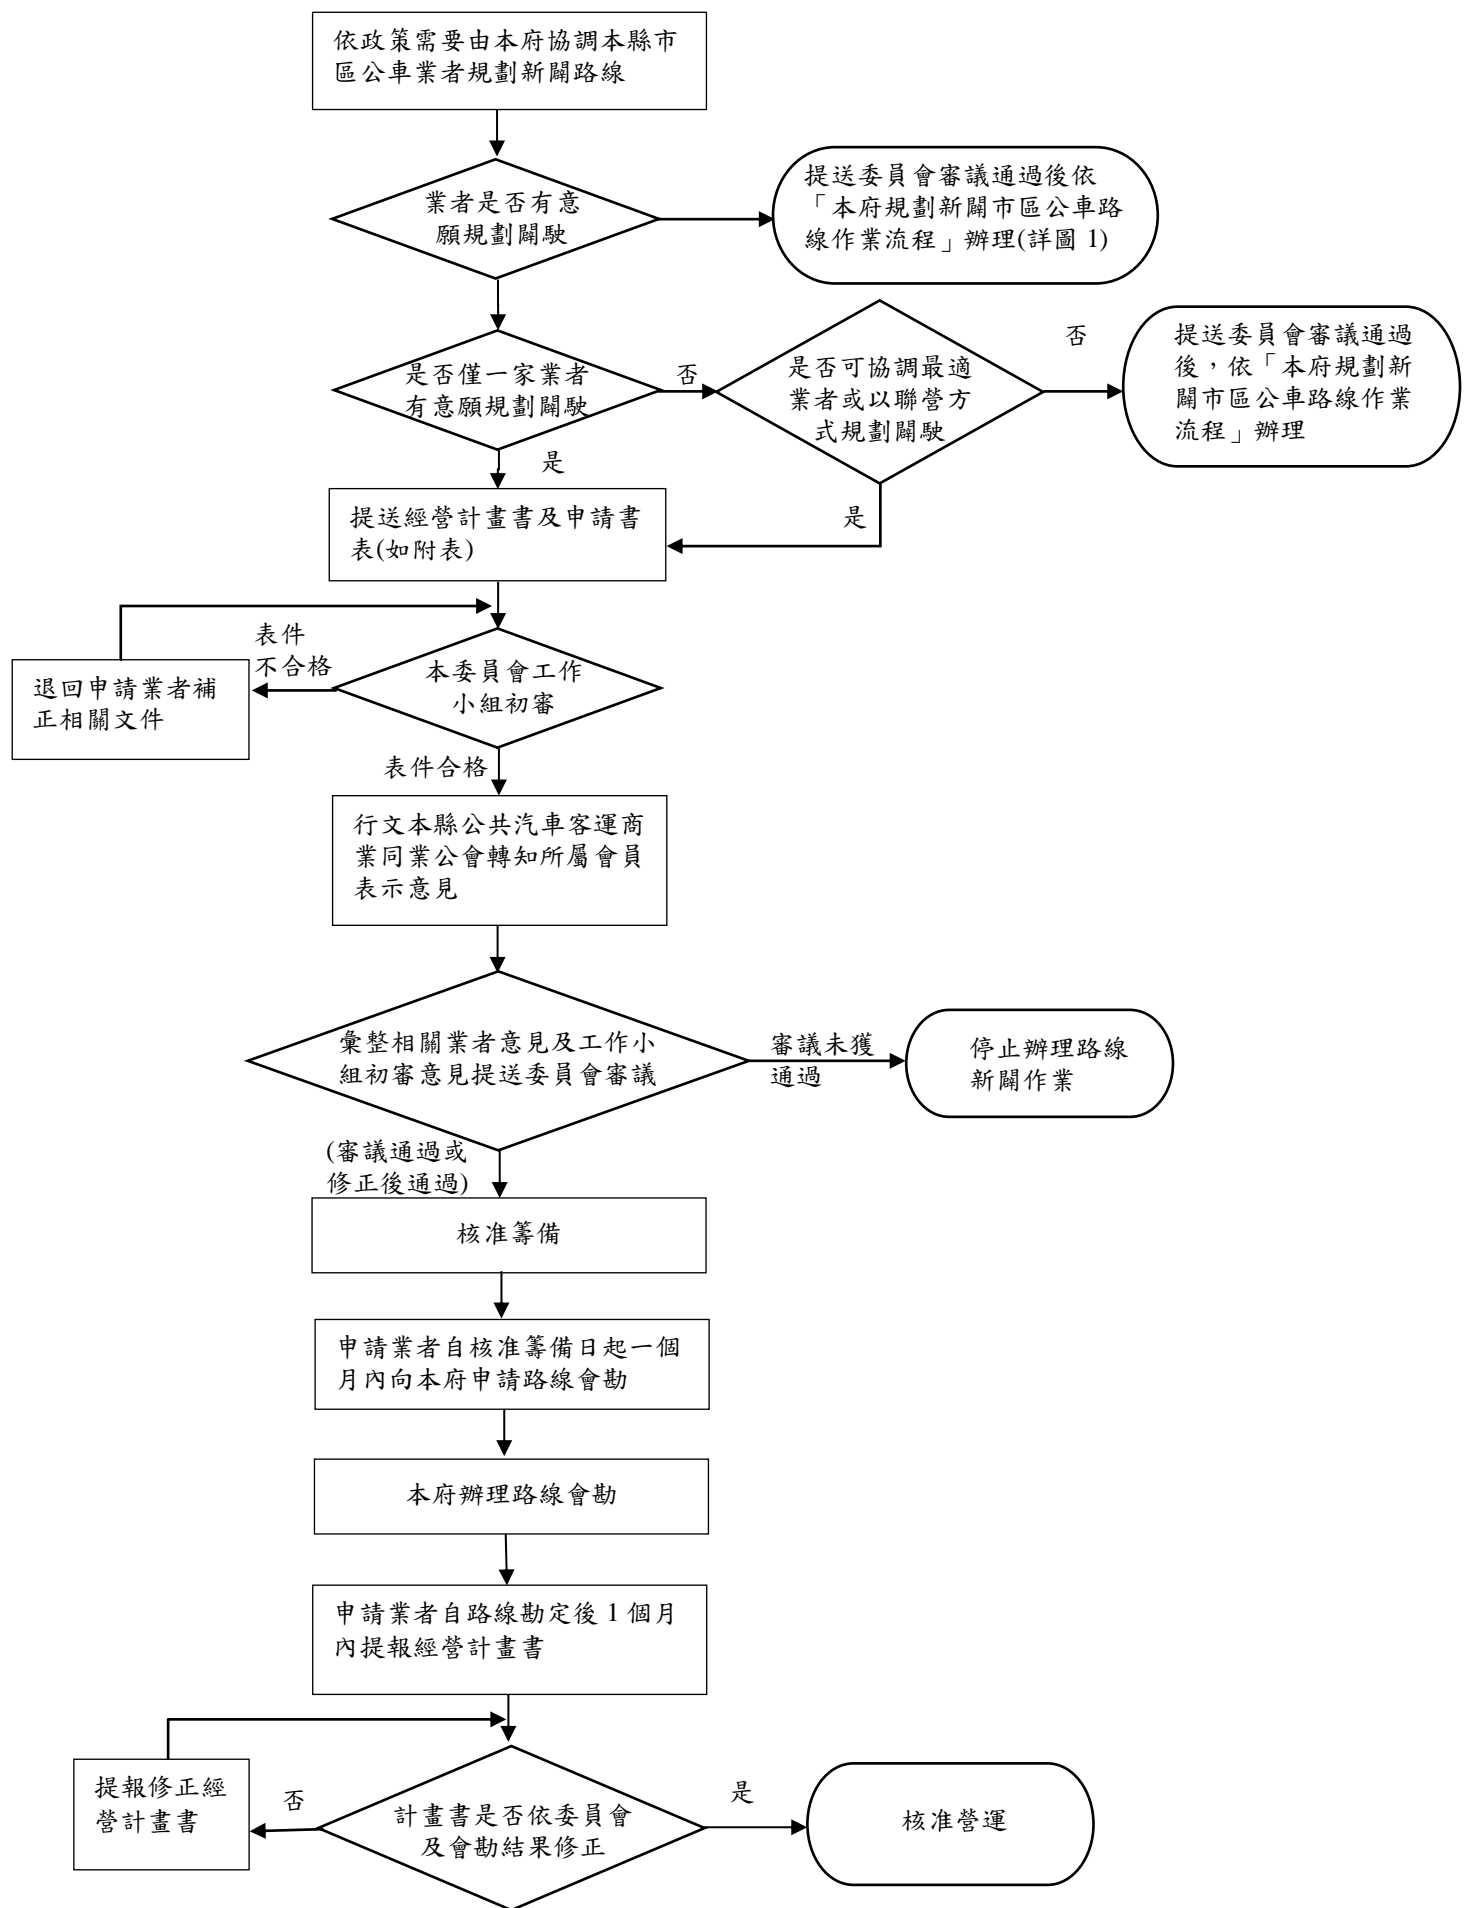 依政策需要由本府協調本縣市
區公車業者規劃新闢路線
業者是否有意
願規劃闢駛
提送委員會審議通過後依
「本府規劃新闢市區公車路
線作業流程」辦理(詳圖 1)
是否僅一家業者
有意願規劃闢駛
否
是否可協調最適
業者或以聯營方
式規劃闢駛
否
提送委員會審議通過
後，依「本府規劃新
闢市區公車路線作業
流程」辦理
是
是
提送經營計畫書及申請書
表(如附表)
表件
不合格
退回申請業者補
正相關文件
本委員會工作
小組初審
表件合格
行文本縣公共汽車客運商
業同業公會轉知所屬會員
表示意見
彙整相關業者意見及工作小
組初審意見提送委員會審議
審議未獲
通過
停止辦理路線
新闢作業
(審議通過或
修正後通過)
核准籌備
申請業者自核准籌備日起一個
月內向本府申請路線會勘
本府辦理路線會勘
申請業者自路線勘定後 1 個月
內提報經營計畫書
提報修正經
營計畫書
否
計畫書是否依委員會
及會勘結果修正
是
核准營運